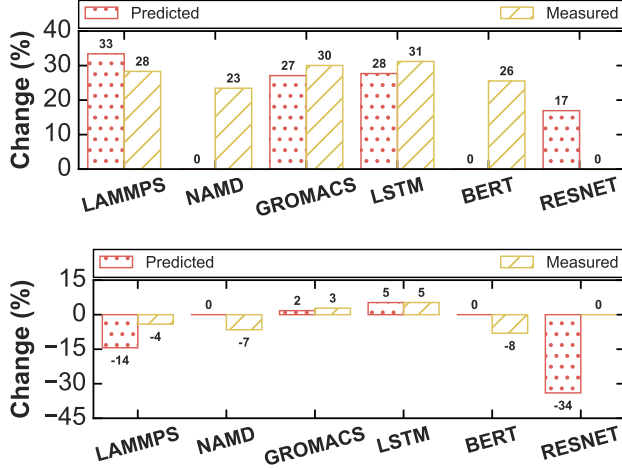 Predicted Measured
Change (%)
40
30
20
10
0
33 28 0 23 27 30 28 31 0 26 17 0
LAMMPS NAMD GROMACS LSTM BERT RESNET
Predicted Measured
Change (%)
15
0
-15
-30
-45
-14 -4 0 -7 2 3 5 5 0 -8 -34 0
LAMMPS NAMD GROMACS LSTM BERT RESNET